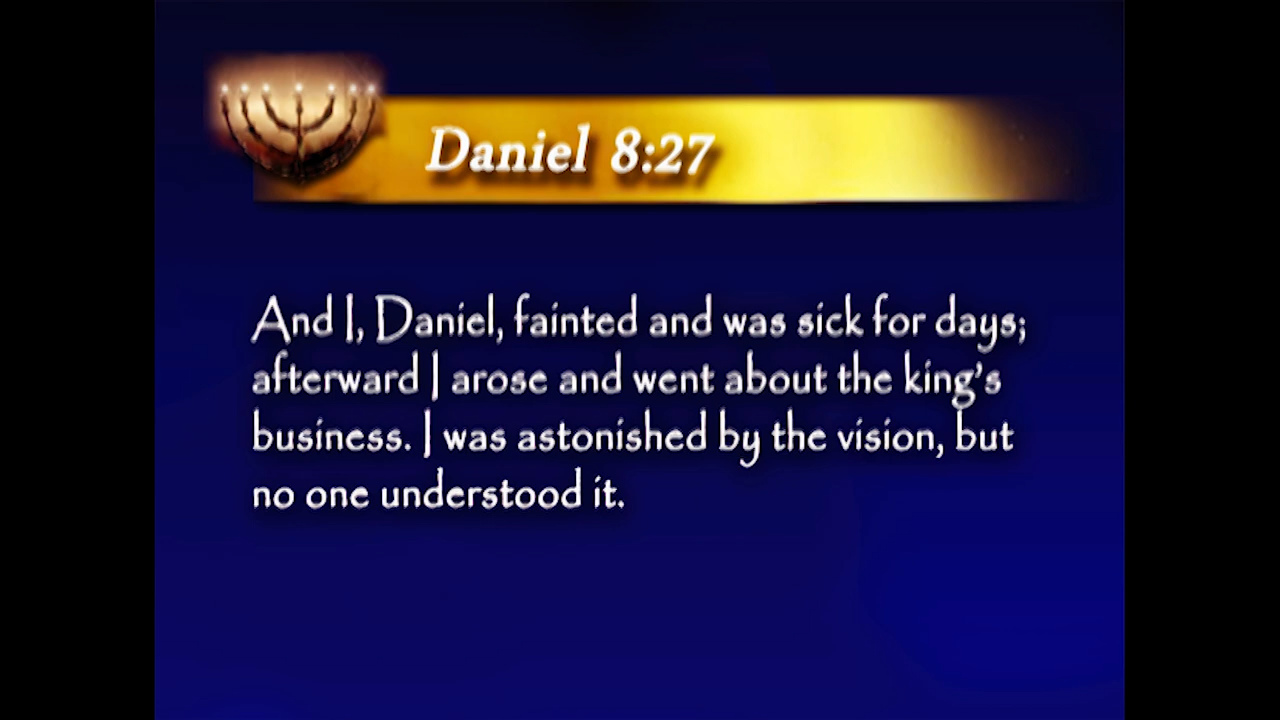 Daniel 8:27
And I, Daniel, fainted and was sick for days;
afterward I arose and went about the king's
business. I was astonished by the vision, but
no one understood it.